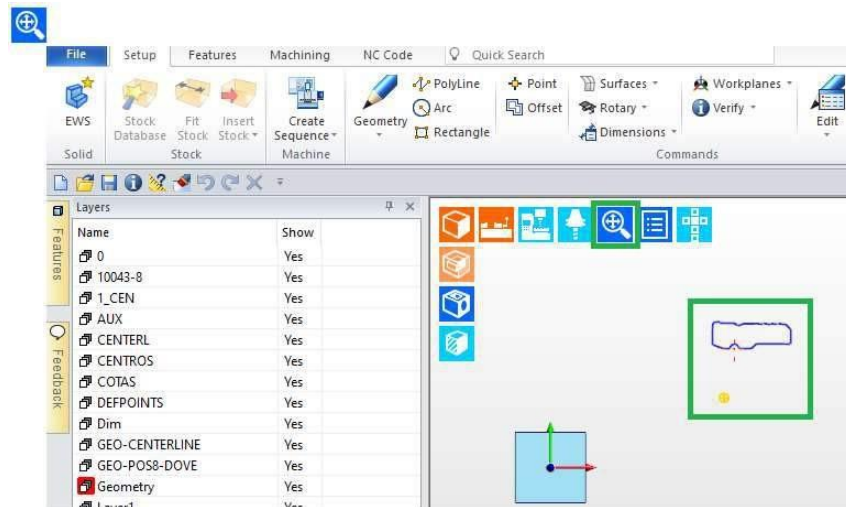 File Setup Features Machining NC Code Quick Search
PolyLine Point Surfaces Workplanes
Arc Offset Rotary Verify
EWS Stock Database Fit Stock Insert Stock Create Sequence Geometry Rectangle Dimensions Edit
Solid Stock Machine Commands
Layers
Features
Feedback
Name Show
0 Yes
10043-8 Yes
1_CEN Yes
AUX Yes
CENTERL Yes
CENTROS Yes
COTAS Yes
DEFPOINTS Yes
Dim Yes
GEO-CENTERLINE Yes
GEO-POS8-DOVE Yes
Geometry Yes
Layer1 Yes